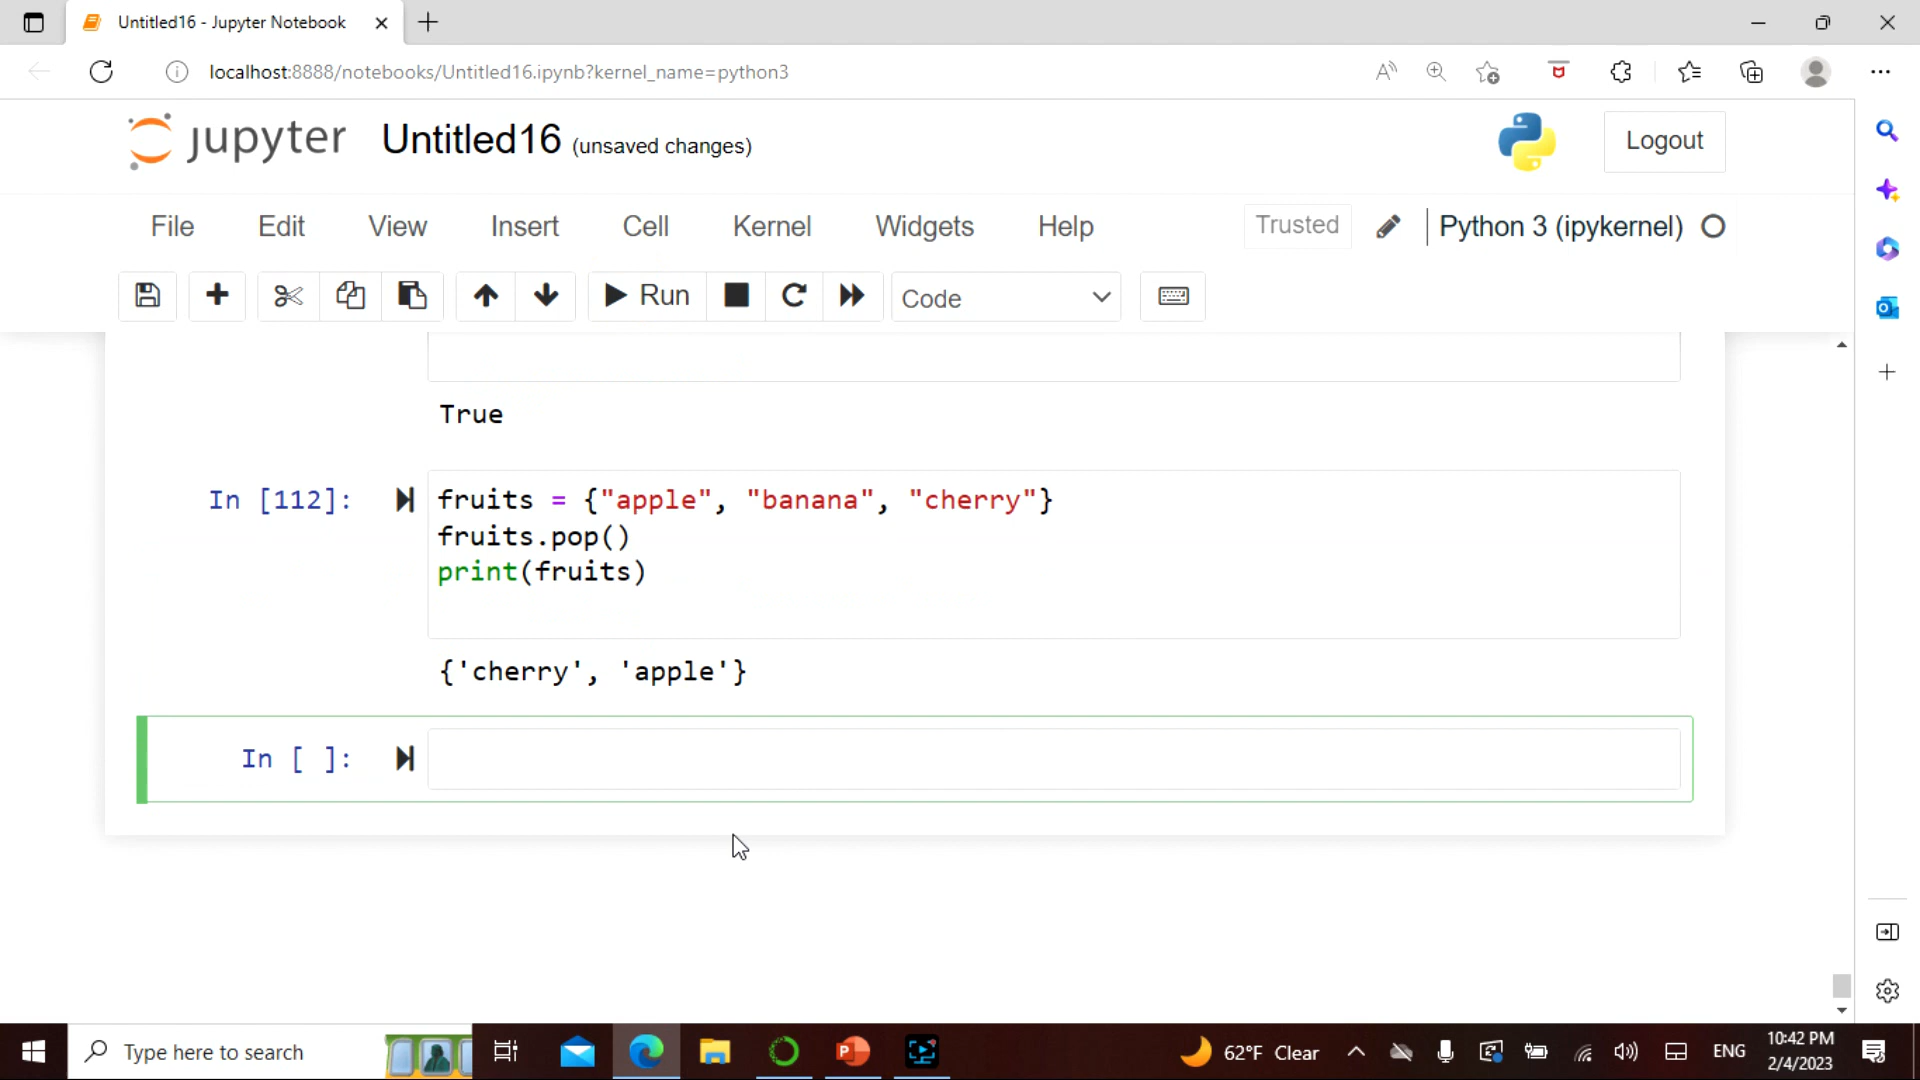 Untitled16 - Jupyter Notebook
localhost:8888/notebooks/Untitled16.ipynb?kernel_name=python3
jupyter Untitled16 (unsaved changes)
Logout
File Edit View Insert Cell Kernel Widgets Help Trusted Python 3 (ipykernel)
Run Code
True
In [112]: fruits = {"apple", "banana", "cherry"}
fruits.pop()
print(fruits)
{'cherry', 'apple'}
In [ ]:
Type here to search 62°F Clear ENG 10:42 PM
2/4/2023